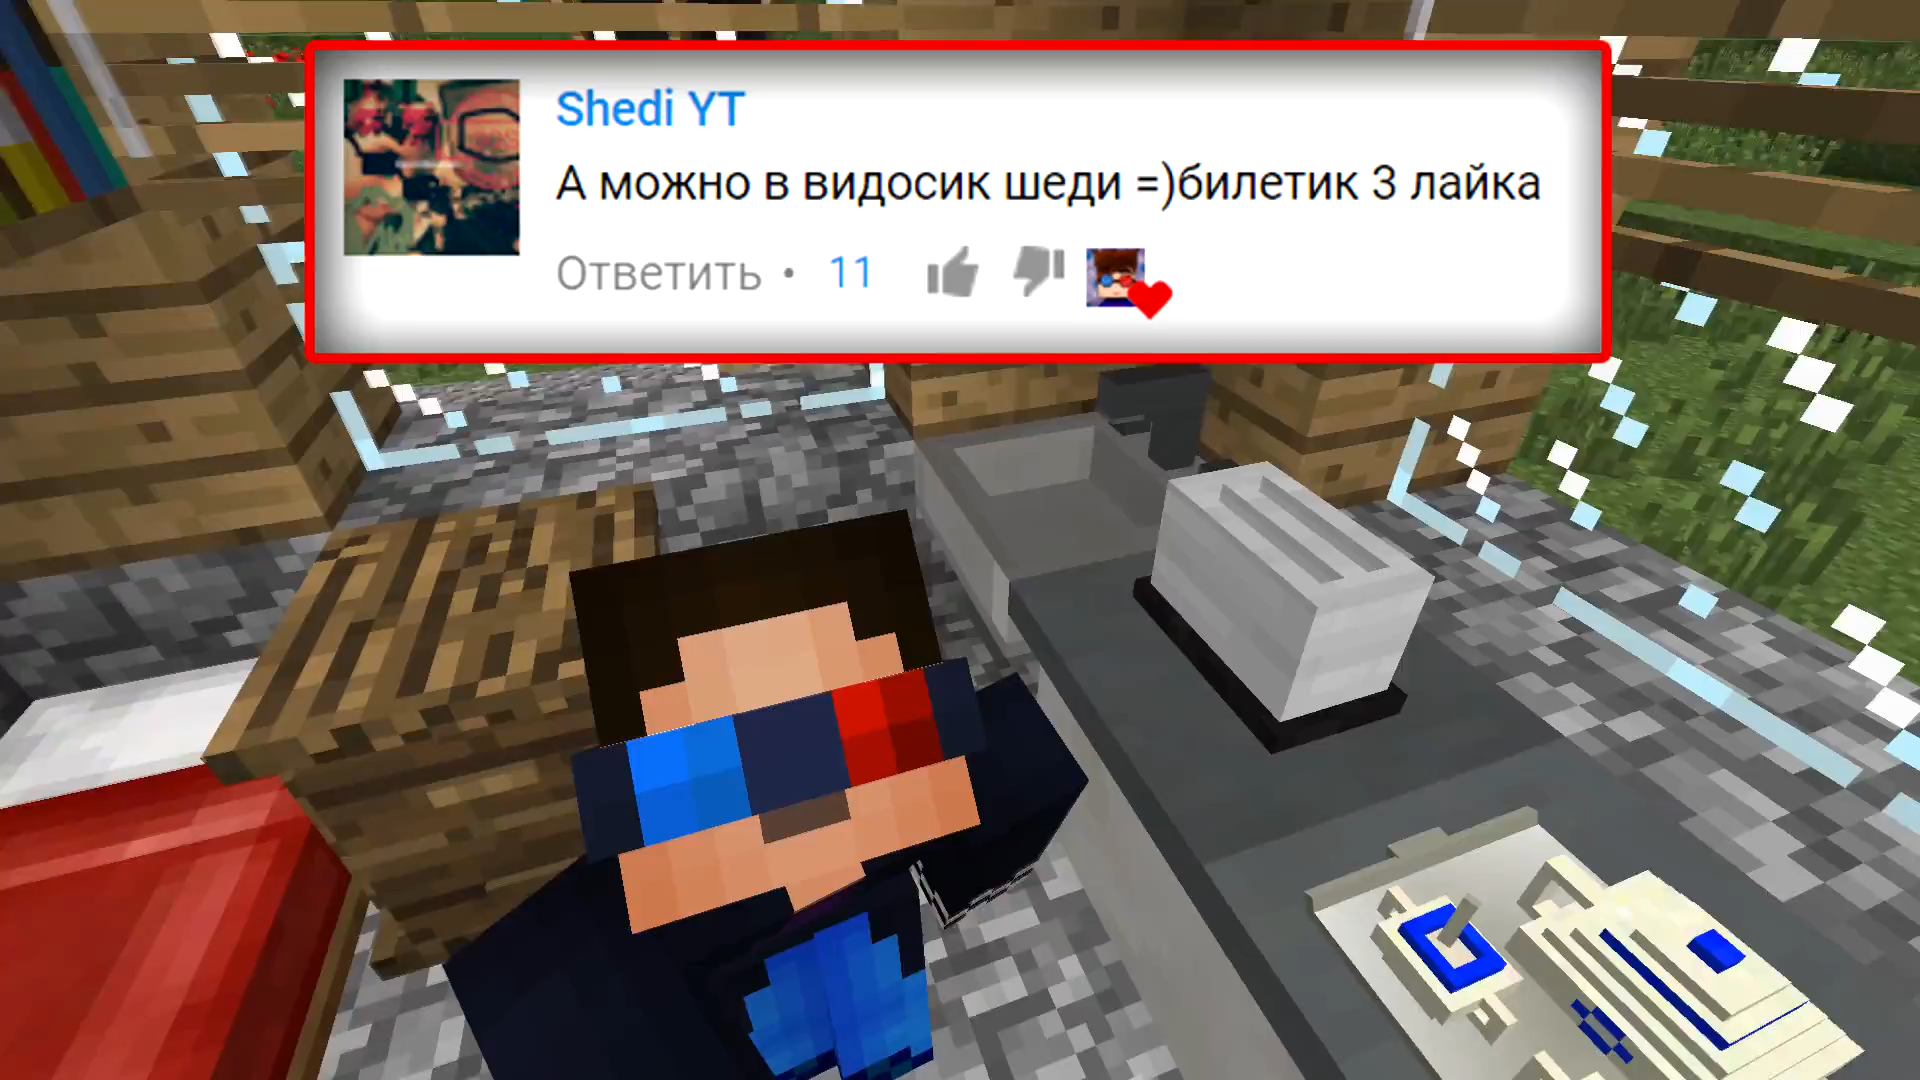 Shedi YT
А можно в видосик шеди =)билетик 3 лайка
Ответить • 11